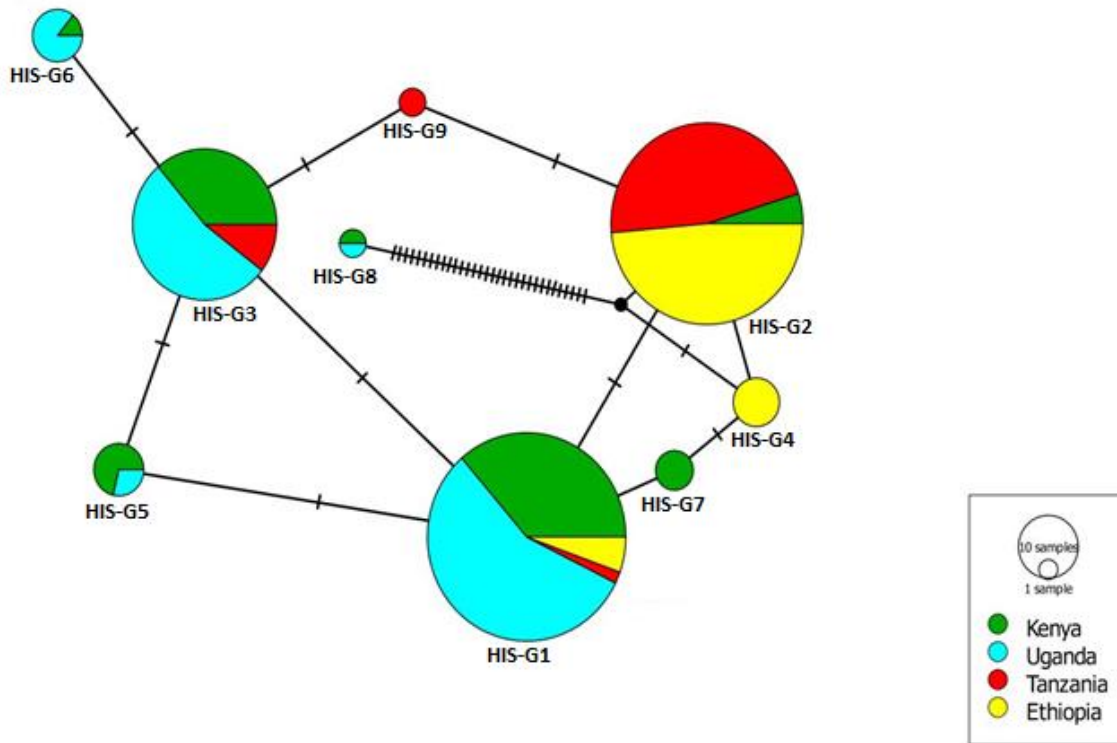 HIS-G6
HIS-G9
HIS-G8
HIS-G3
HIS-G2
HIS-G4
HIS-G5
HIS-G7
HIS-G1
10 samples
1 sample
Kenya
Uganda
Tanzania
Ethiopia